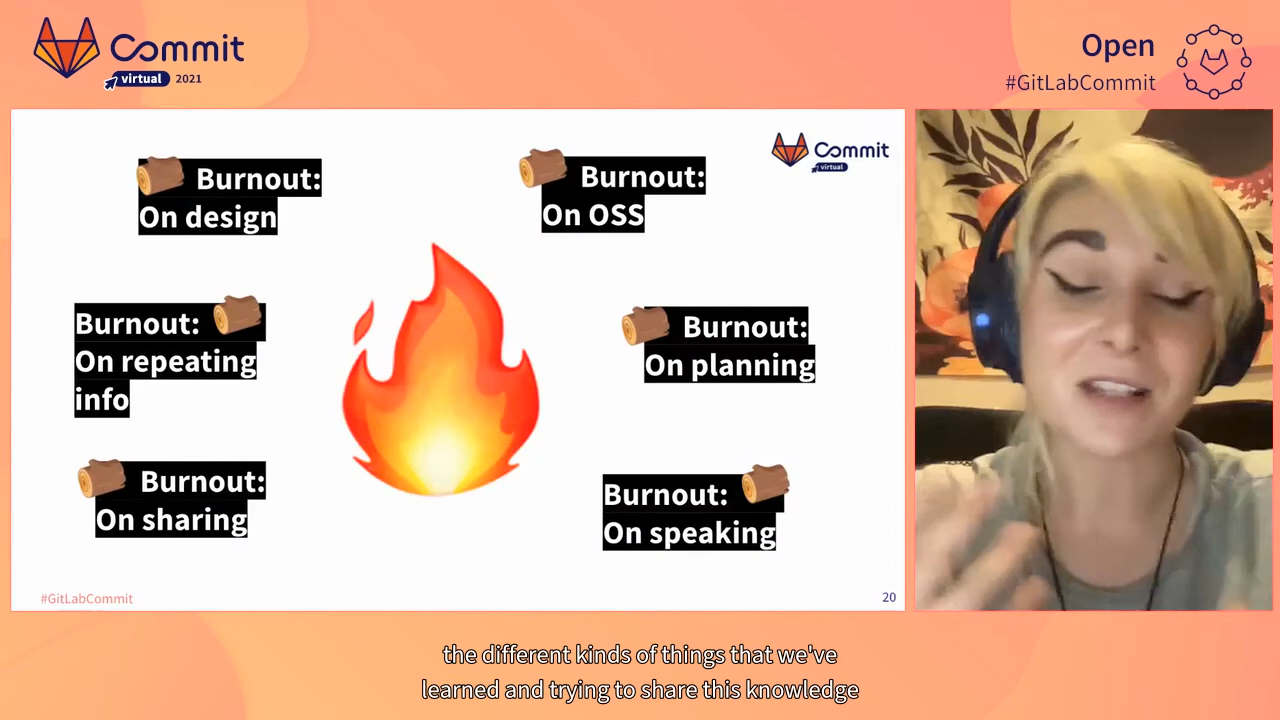 Commit
virtual 2021
Open
#GitLabCommit
Commit
virtual
Burnout:
On design
Burnout:
On OSS
Burnout:
On repeating
info
Burnout:
On planning
Burnout:
On sharing
Burnout:
On speaking
#GitLabCommit
20
the different kinds of things that we've
learned and trying to share this knowledge